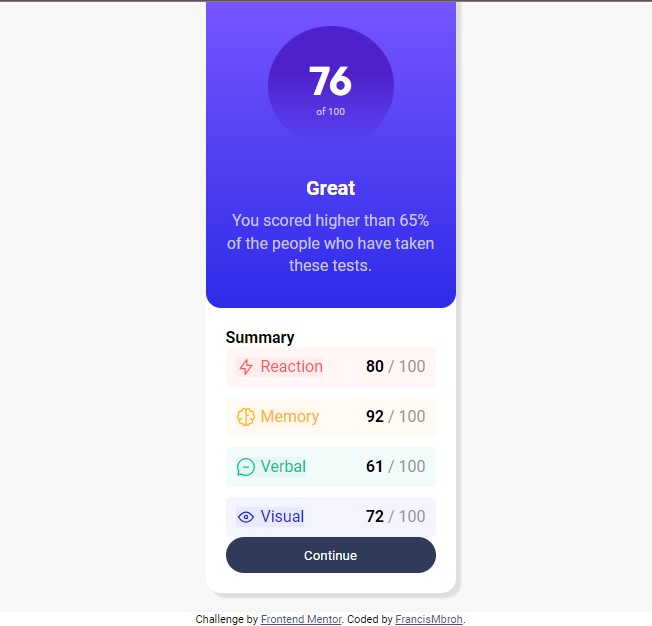 76
of 100
Great
You scored higher than 65%
of the people who have taken
these tests.
Summary
Reaction 80 / 100
Memory 92 / 100
Verbal 61 / 100
Visual 72 / 100
Continue
Challenge by Frontend Mentor. Coded by FrancisMbroh.